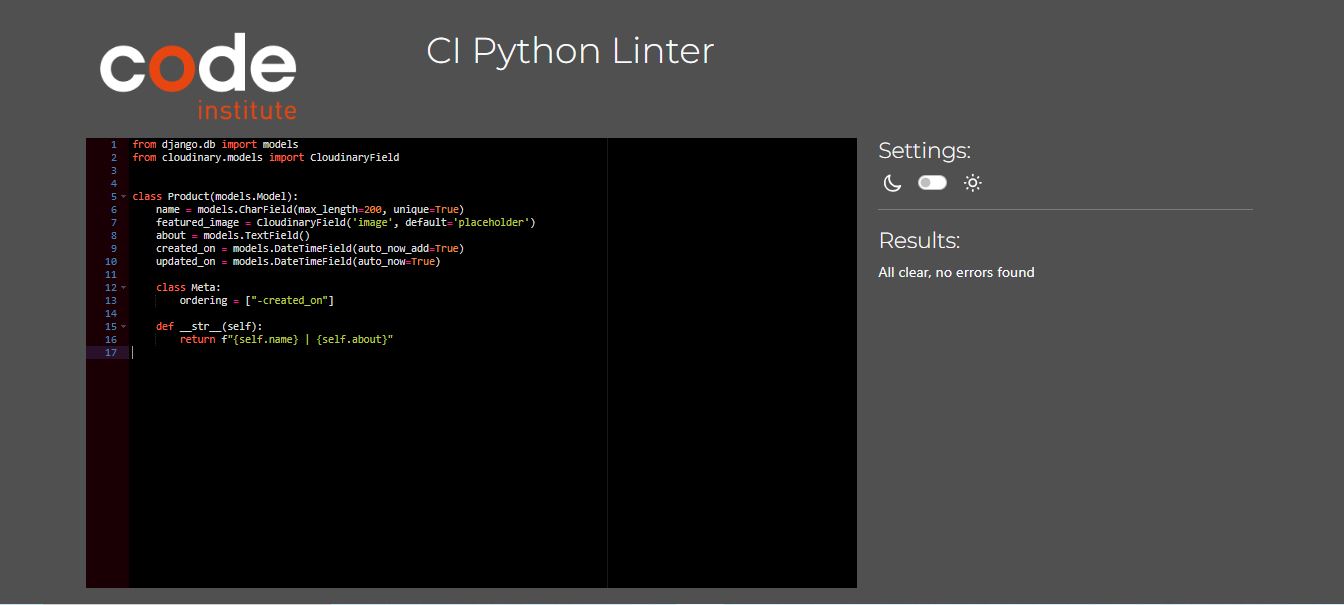 code
institute
CI Python Linter
1 from django.db import models
2 from cloudinary.models import CloudinaryField
3
4
5 class Product(models.Model):
6     name = models.CharField(max_length=200, unique=True)
7     featured_image = CloudinaryField('image', default='placeholder')
8     about = models.TextField()
9     created_on = models.DateTimeField(auto_now_add=True)
10     updated_on = models.DateTimeField(auto_now=True)
11
12     class Meta:
13         ordering = ["-created_on"]
14
15     def __str__(self):
16         return f"{self.name} | {self.about}"
17
Settings:
Results:
All clear, no errors found